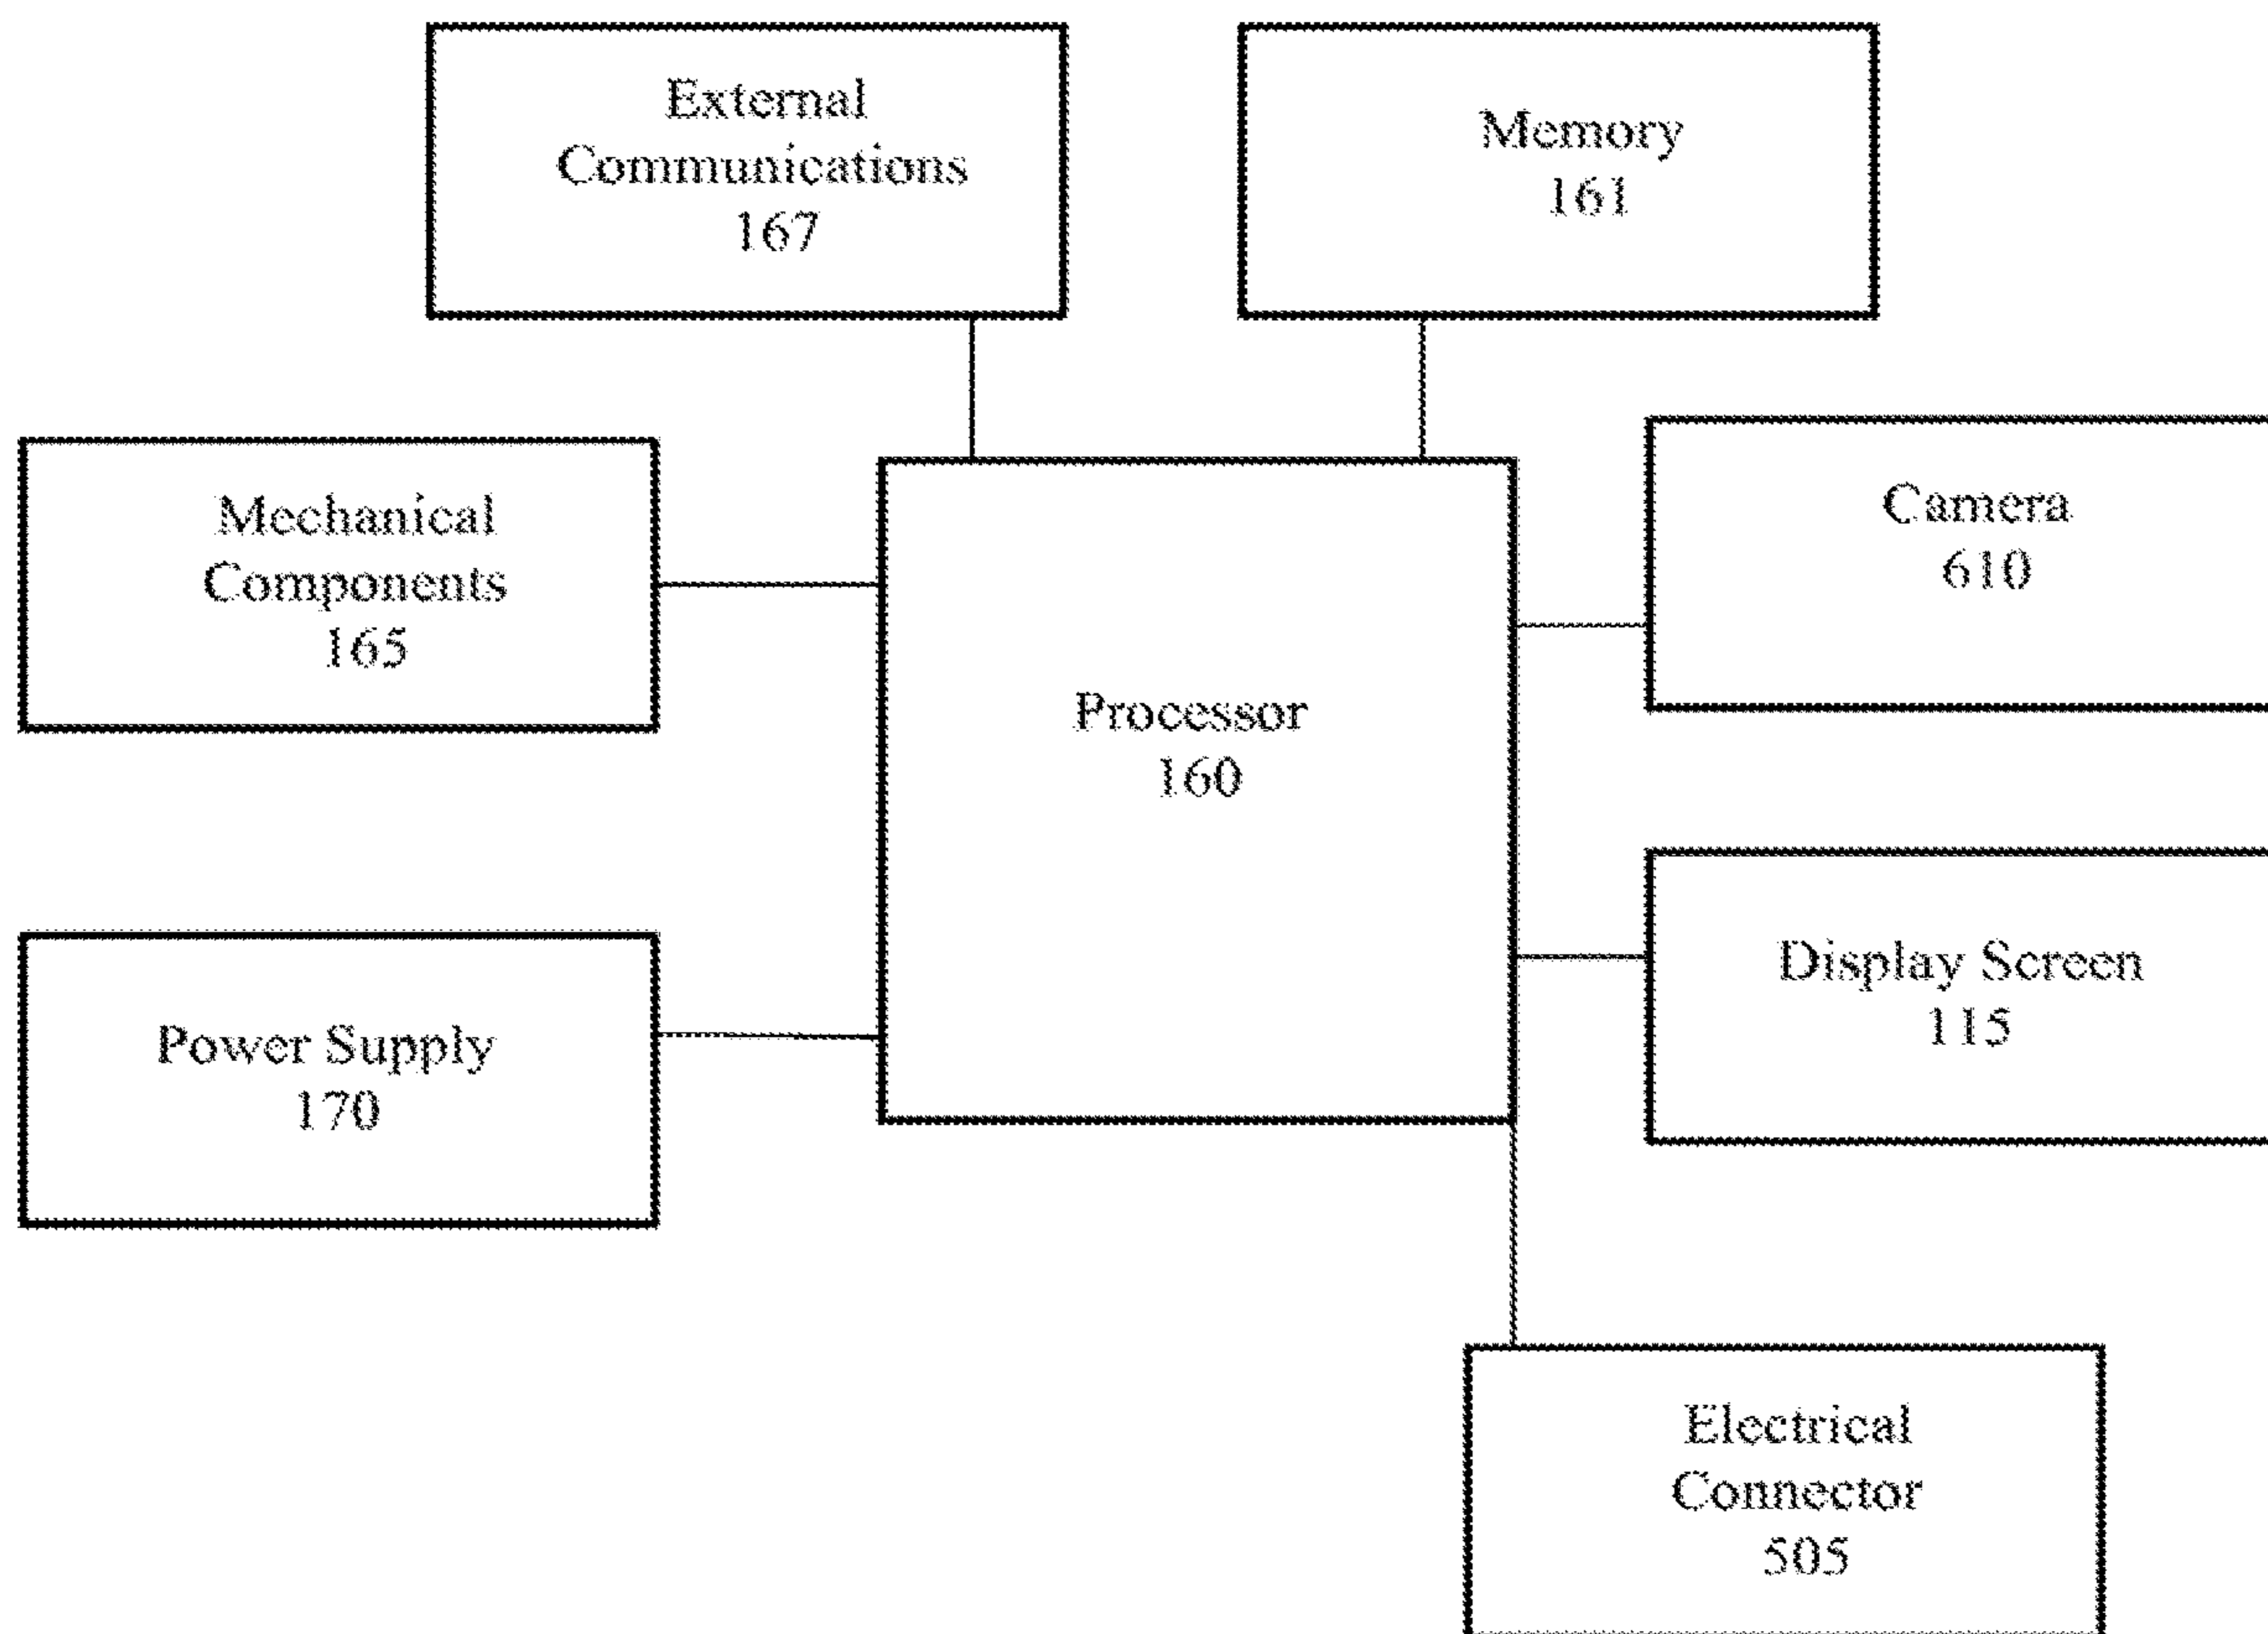 External
Communications
167
Memory
161
Mechanical
Components
165
Camera
610
Processor
160
Display Screen
115
Power Supply
170
Electrical
Connector
505